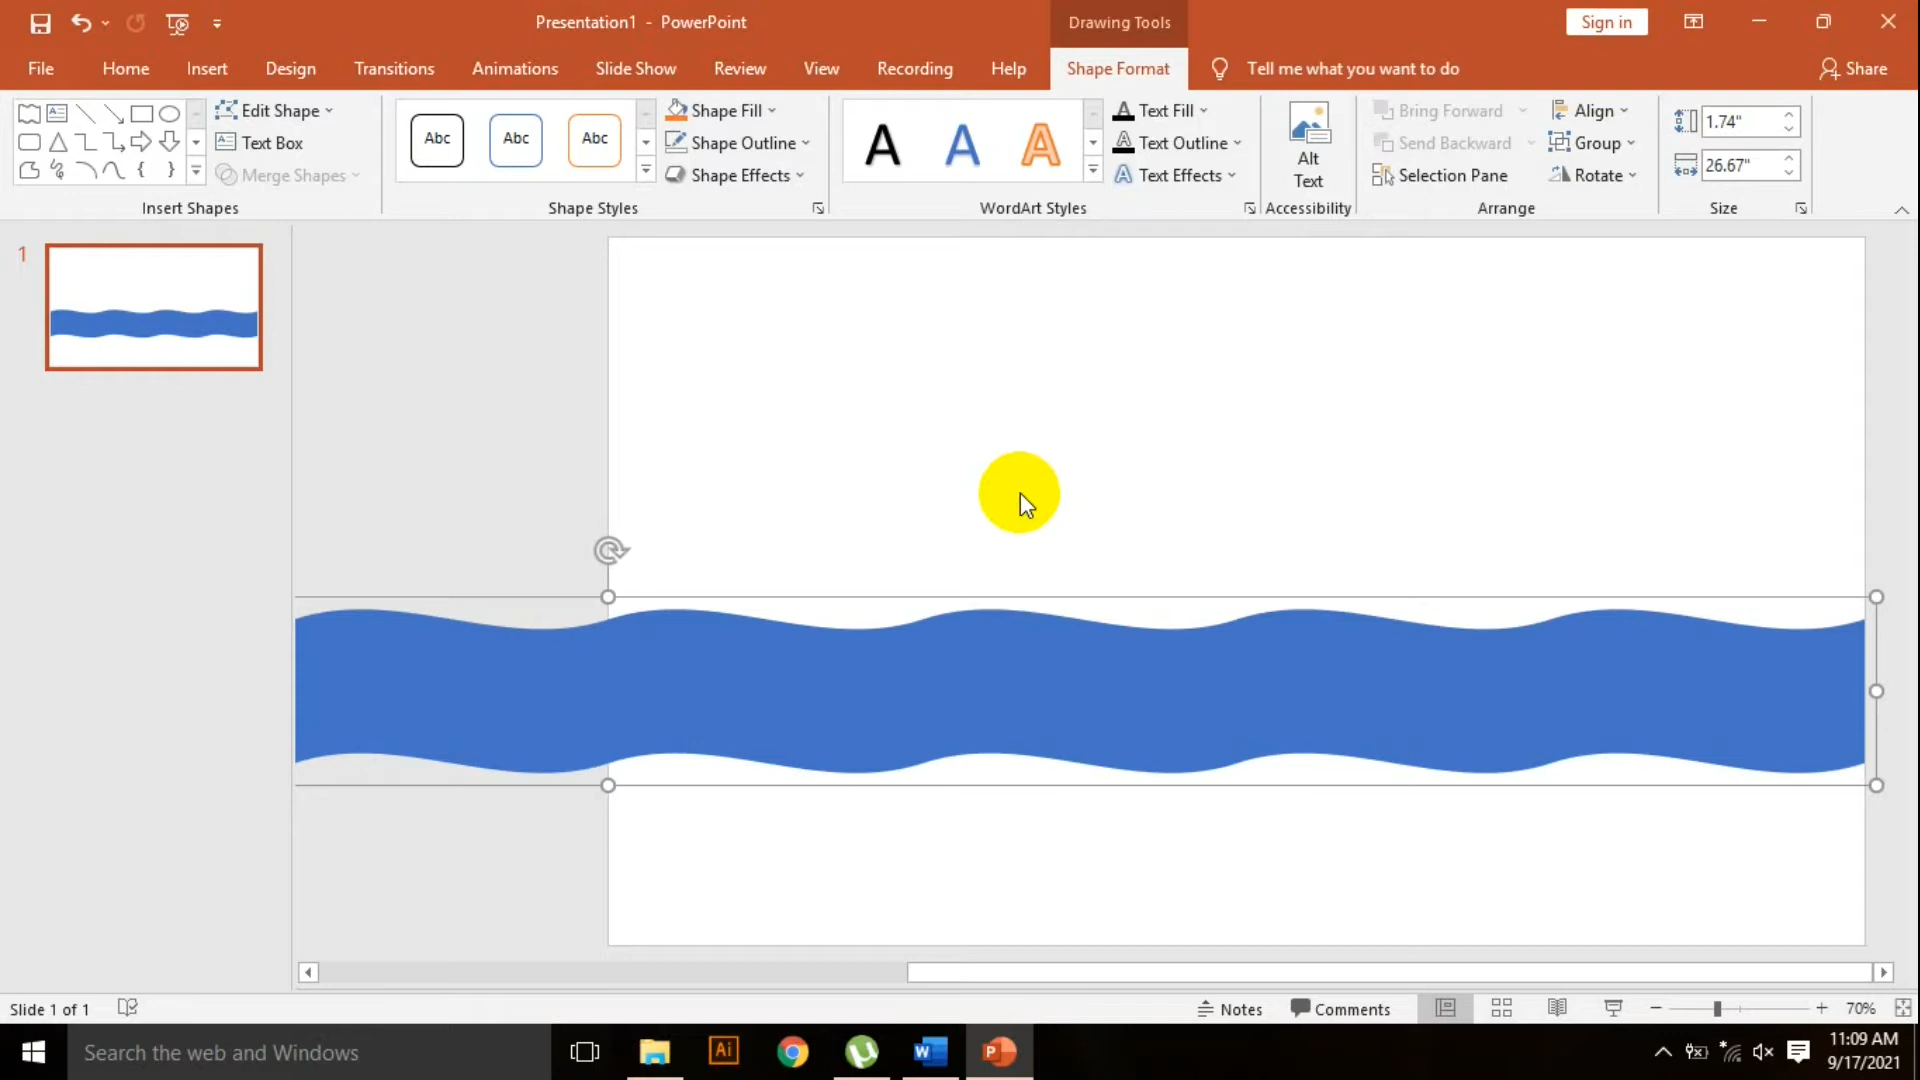 Presentation1 - PowerPoint
Drawing Tools
Sign in
File
Home
Insert
Design
Transitions
Animations
Slide Show
Review
View
Recording
Help
Shape Format
Tell me what you want to do
Share
Edit Shape
Text Box
Merge Shapes
Insert Shapes
Abc
Abc
Abc
Shape Fill
Shape Outline
Shape Effects
Shape Styles
A
A
A
Text Fill
Text Outline
Text Effects
WordArt Styles
Alt
Text
Accessibility
Bring Forward
Send Backward
Selection Pane
Align
Group
Rotate
Arrange
1.74"
26.67"
Size
1
Slide 1 of 1
Notes
Comments
70%
Search the web and Windows
Ai
W
P
11:09 AM
9/17/2021